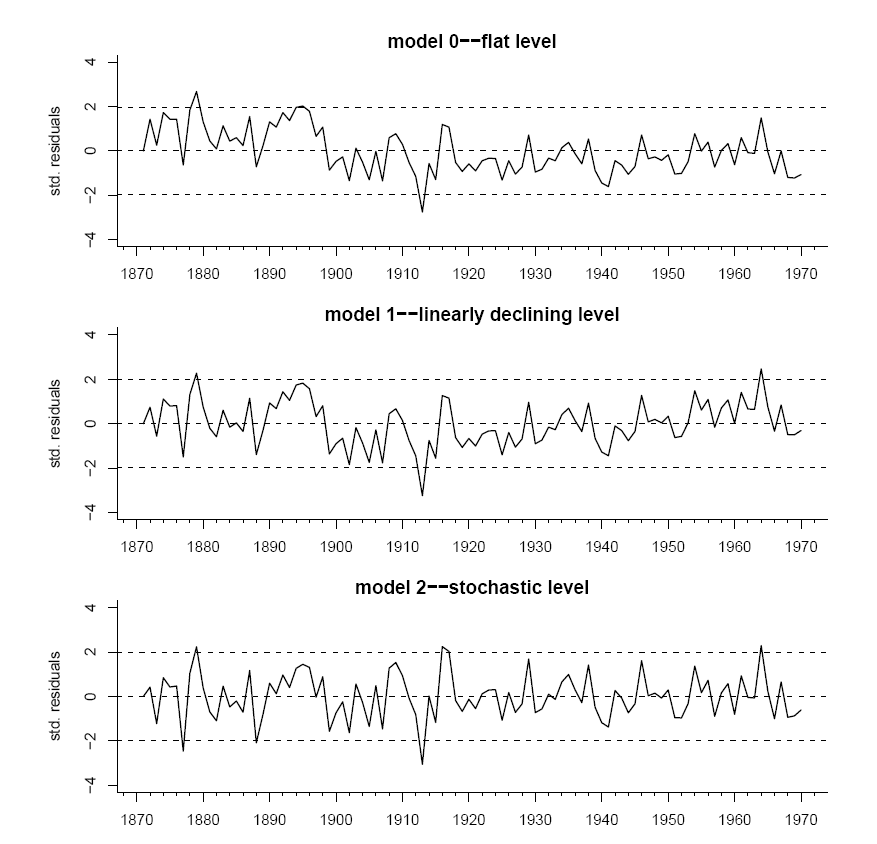 model 0−−flat level
std. residuals
4
2
0
−2
−4
1870 1880 1890 1900 1910 1920 1930 1940 1950 1960 1970
model 1−−linearly declining level
std. residuals
4
2
0
−2
−4
1870 1880 1890 1900 1910 1920 1930 1940 1950 1960 1970
model 2−−stochastic level
std. residuals
4
2
0
−2
−4
1870 1880 1890 1900 1910 1920 1930 1940 1950 1960 1970